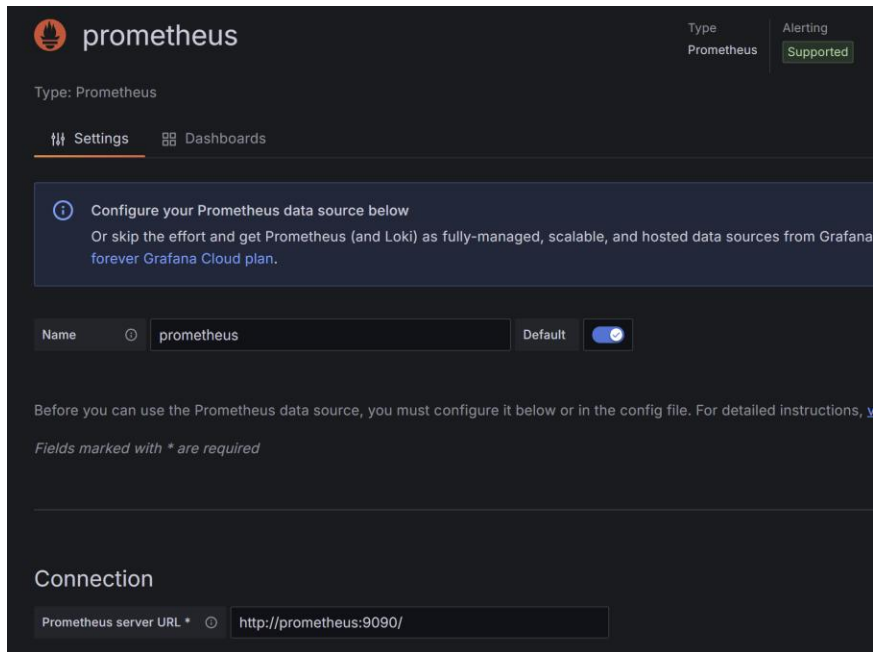 prometheus
Type
Alerting
Prometheus
Supported
Type: Prometheus
Settings
Dashboards
Configure your Prometheus data source below
Or skip the effort and get Prometheus (and Loki) as fully-managed, scalable, and hosted data sources from Grafana
forever Grafana Cloud plan.
Name
prometheus
Default
Before you can use the Prometheus data source, you must configure it below or in the config file. For detailed instructions,
Fields marked with * are required
Connection
Prometheus server URL *
http://prometheus:9090/